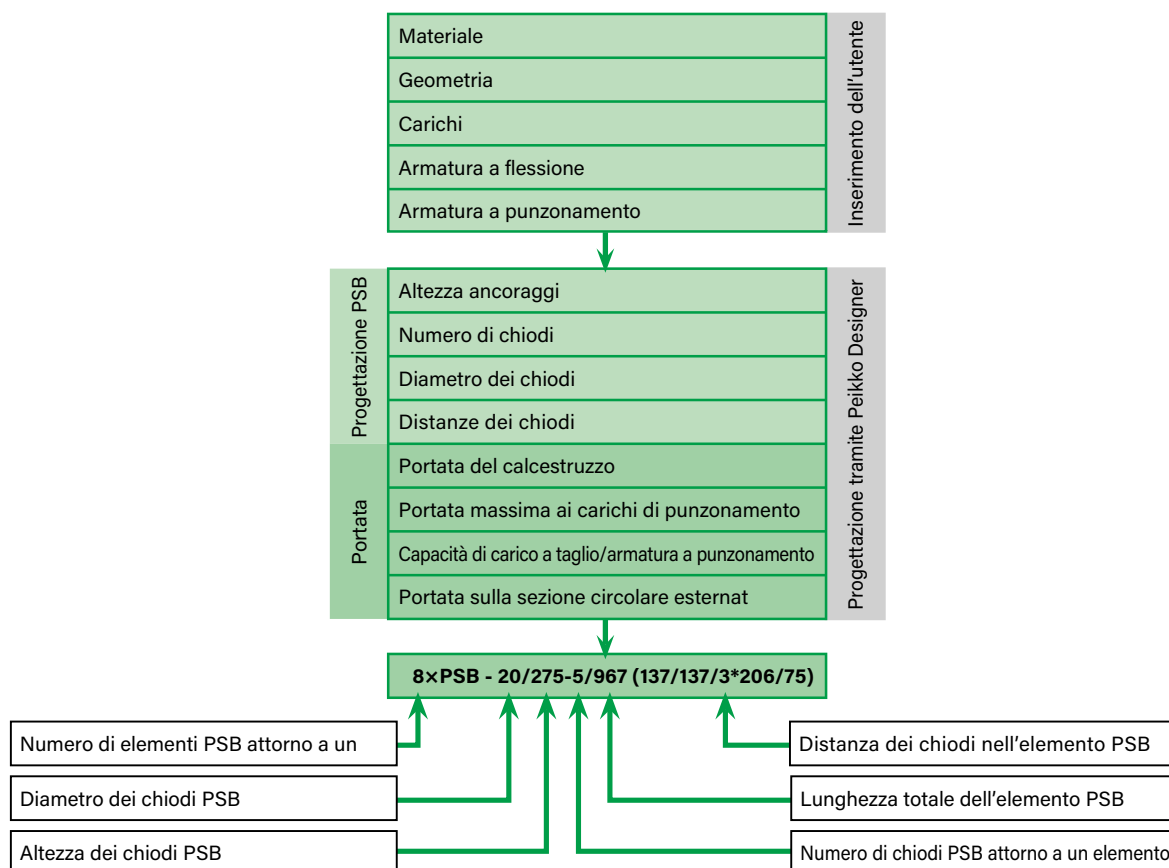 Materiale
Geometria
Carichi
Armatura a flessione
Armatura a punzonamento
Inserimento dell'utente
Progettazione PSB
Altezza ancoraggi
Numero di chiodi
Diametro dei chiodi
Distanze dei chiodi
Portata
Portata del calcestruzzo
Portata massima ai carichi di punzonamento
Capacità di carico a taglio/armatura a punzonamento
Portata sulla sezione circolare esternat
Progettazione tramite Peikko Designer
8×PSB - 20/275-5/967 (137/137/3*206/75)
Numero di elementi PSB attorno a un
Diametro dei chiodi PSB
Altezza dei chiodi PSB
Distanza dei chiodi nell'elemento PSB
Lunghezza totale dell'elemento PSB
Numero di chiodi PSB attorno a un elemento